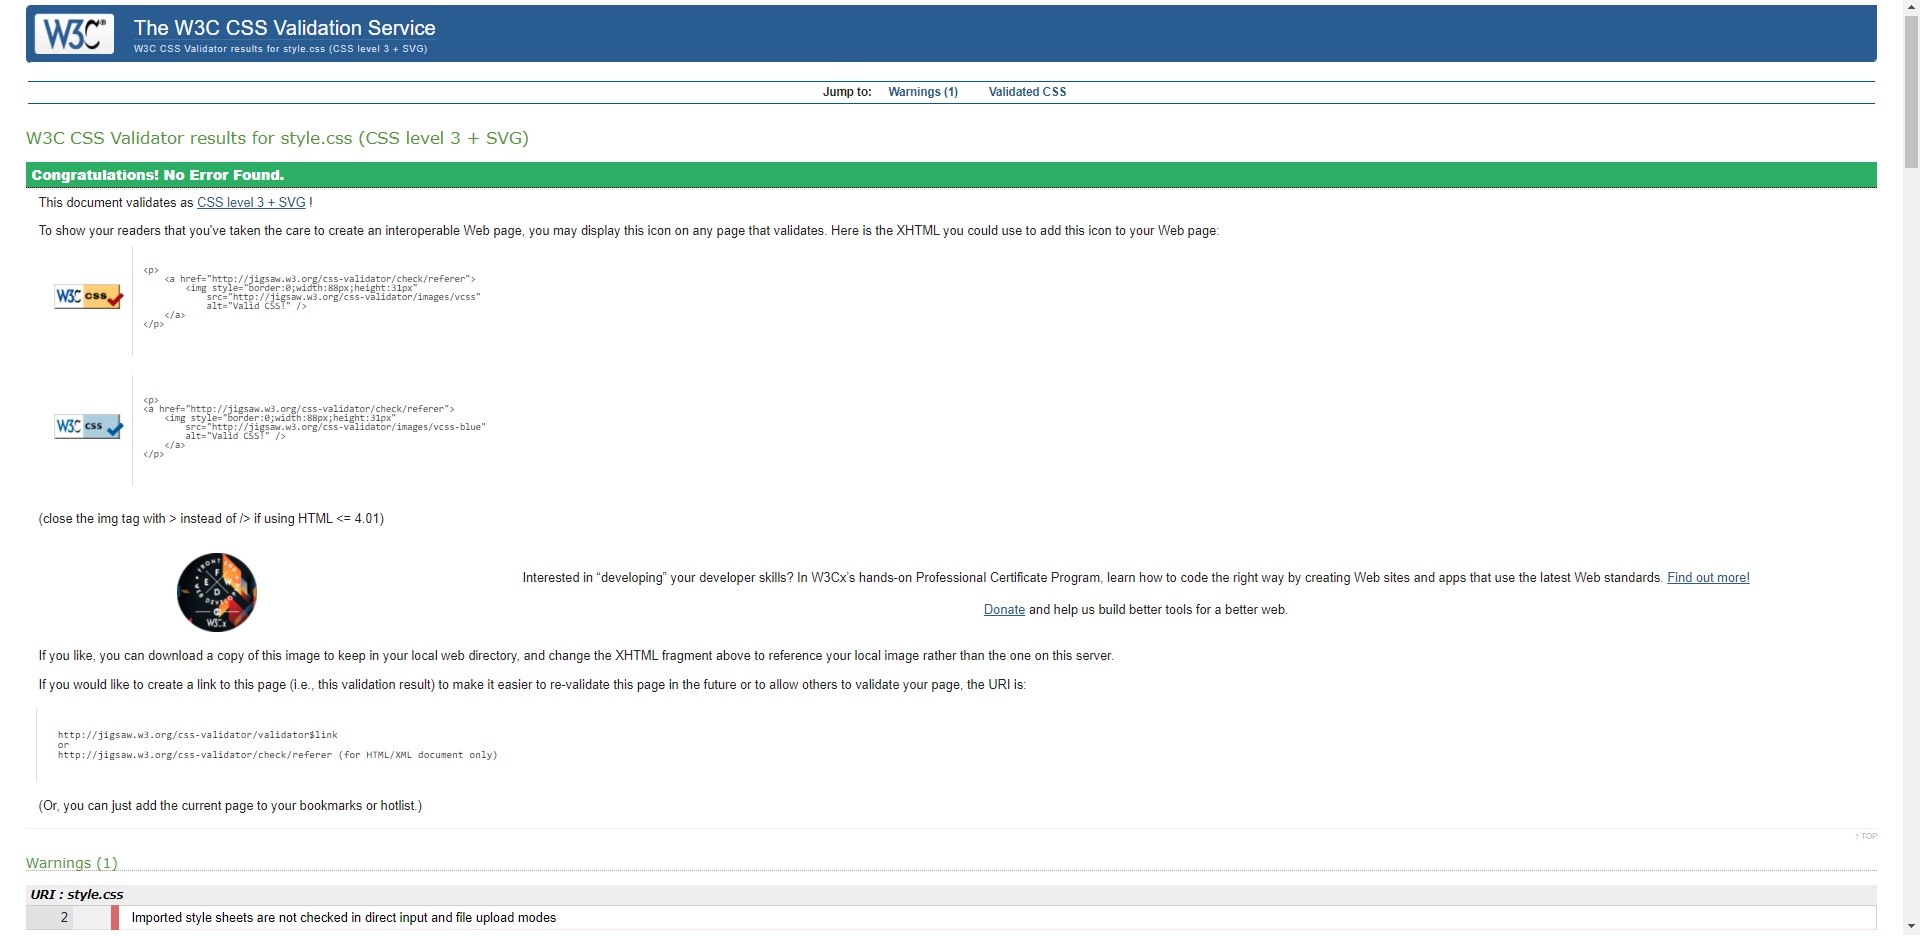 W3C®
The W3C CSS Validation Service
W3C CSS Validator results for style.css (CSS level 3 + SVG)
Jump to: Warnings (1) Validated CSS
W3C CSS Validator results for style.css (CSS level 3 + SVG)
Congratulations! No Error Found.
This document validates as CSS level 3 + SVG !
To show your readers that you've taken the care to create an interoperable Web page, you may display this icon on any page that validates. Here is the XHTML you could use to add this icon to your Web page:
W3C css
<p>
<a href="http://jigsaw.w3.org/css-validator/check/referer">
<img style="border:0;width:88px;height:31px"
src="http://jigsaw.w3.org/css-validator/images/vcss"
alt="Valid CSS!" />
</a>
</p>
W3C css
<p>
<a href="http://jigsaw.w3.org/css-validator/check/referer">
<img style="border:0;width:88px;height:31px"
src="http://jigsaw.w3.org/css-validator/images/vcss-blue"
alt="Valid CSS!" />
</a>
</p>
(close the img tag with > instead of /> if using HTML <= 4.01)
FRONT END
F
E W
D
WEB DEVELOPER
W3Cx
Interested in “developing” your developer skills? In W3Cx’s hands-on Professional Certificate Program, learn how to code the right way by creating Web sites and apps that use the latest Web standards. Find out more!
Donate and help us build better tools for a better web.
If you like, you can download a copy of this image to keep in your local web directory, and change the XHTML fragment above to reference your local image rather than the one on this server.
If you would like to create a link to this page (i.e., this validation result) to make it easier to re-validate this page in the future or to allow others to validate your page, the URI is:
http://jigsaw.w3.org/css-validator/validator$link
or
http://jigsaw.w3.org/css-validator/check/referer (for HTML/XML document only)
(Or, you can just add the current page to your bookmarks or hotlist.)
↑ TOP
Warnings (1)
URI : style.css
2 Imported style sheets are not checked in direct input and file upload modes